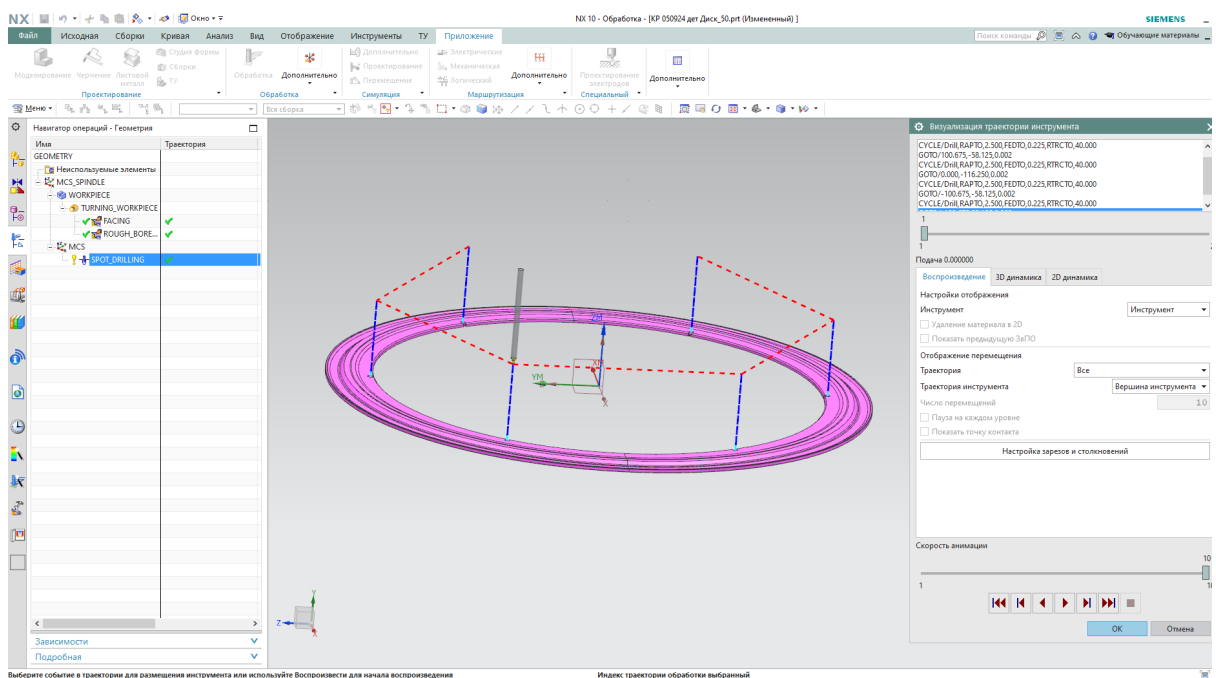 NX Окно NX 10 - Обработка - [КР 050924 дет Диск_50.prt (Измененный) ] SIEMENS
Файл Исходная Сборки Кривая Анализ Вид Отображение Инструменты ТУ Приложение Поиск команды Обучающие материалы
Студия формы Дополнительно Электрические
Сборки Проектирование Механическая
Моделирование Черчение Листовой металл ТУ Обработка Дополнительно Перемещение Логический Дополнительно Проектирование электродов Дополнительно
Проектирование Обработка Симуляция Маршрутизация Специальный
Меню Вся сборка
Навигатор операций - Геометрия
Имя Траектория
GEOMETRY
Неиспользуемые элементы
MCS_SPINDLE
WORKPIECE
TURNING_WORKPIECE
FACING
ROUGH_BORE...
MCS
SPOT_DRILLING
Зависимости
Подробная
ZM
XM
YM
X
Y
Z
X
Визуализация траектории инструмента
CYCLE/Drill,RAPTO,2.500,FEDTO,0.225,RTRCTO,40.000
GOTO/100.675,-58.125,0.002
CYCLE/Drill,RAPTO,2.500,FEDTO,0.225,RTRCTO,40.000
GOTO/0.000,-116.250,0.002
CYCLE/Drill,RAPTO,2.500,FEDTO,0.225,RTRCTO,40.000
GOTO/-100.675,-58.125,0.002
CYCLE/Drill,RAPTO,2.500,FEDTO,0.225,RTRCTO,40.000
1
1
Подача 0.000000
Воспроизведение 3D динамика 2D динамика
Настройки отображения
Инструмент Инструмент
Удаление материала в 2D
Показать предыдущую ЗвПО
Отображение перемещения
Траектория Все
Траектория инструмента Вершина инструмента
Число перемещений 1.0
Пауза на каждом уровне
Показать точку контакта
Настройка зарезов и столкновений
Скорость анимации
10
1
OK Отмена
Выберите событие в траектории для размещения инструмента или используйте Воспроизвести для начала воспроизведения Индекс траектории обработки выбранный